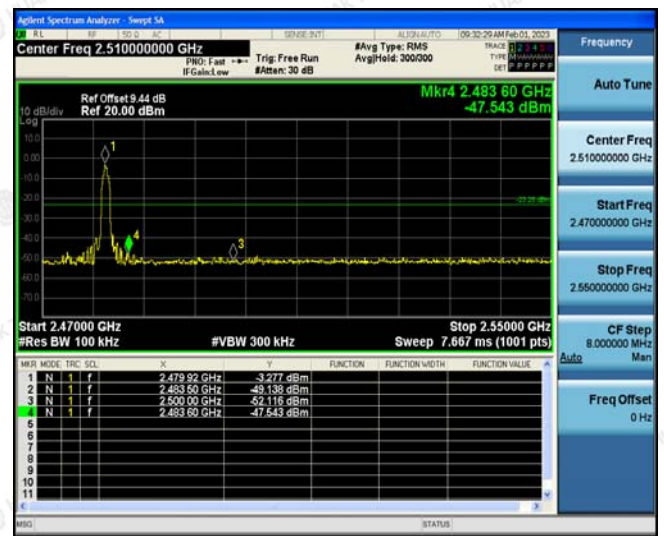 Agilent Spectrum Analyzer - Swept SA
RL RF 50 Ω AC SENSE:INT ALIGN AUTO 09:32:29 AM Feb 01, 2023
Center Freq 2.510000000 GHz
PNO: Fast
IFGain:Low
Trig: Free Run
#Atten: 30 dB
#Avg Type: RMS
Avg|Hold: 300/300
TRACE 1 2 3 4 5 6
TYPE M
DET P P P P P P
Frequency
Auto Tune
Center Freq
2.510000000 GHz
Start Freq
2.470000000 GHz
Stop Freq
2.550000000 GHz
CF Step
8.000000 MHz
Auto Man
Freq Offset
0 Hz
Mkr4 2.483 60 GHz
-47.543 dBm
Ref Offset 9.44 dB
10 dB/div Ref 20.00 dBm
Log
10.0
0.00
-10.0
-20.0
-30.0
-40.0
-50.0
-60.0
-70.0
1
4
3
Start 2.47000 GHz Stop 2.55000 GHz
#Res BW 100 kHz #VBW 300 kHz Sweep 7.667 ms (1001 pts)
MKR MODE TRC SCL X Y FUNCTION FUNCTION WIDTH FUNCTION VALUE
1 N 1 f 2.479 92 GHz -3.277 dBm
2 N 1 f 2.483 50 GHz -49.138 dBm
3 N 1 f 2.500 00 GHz -52.116 dBm
4 N 1 f 2.483 60 GHz -47.543 dBm
5
6
7
8
9
10
11
MSG STATUS